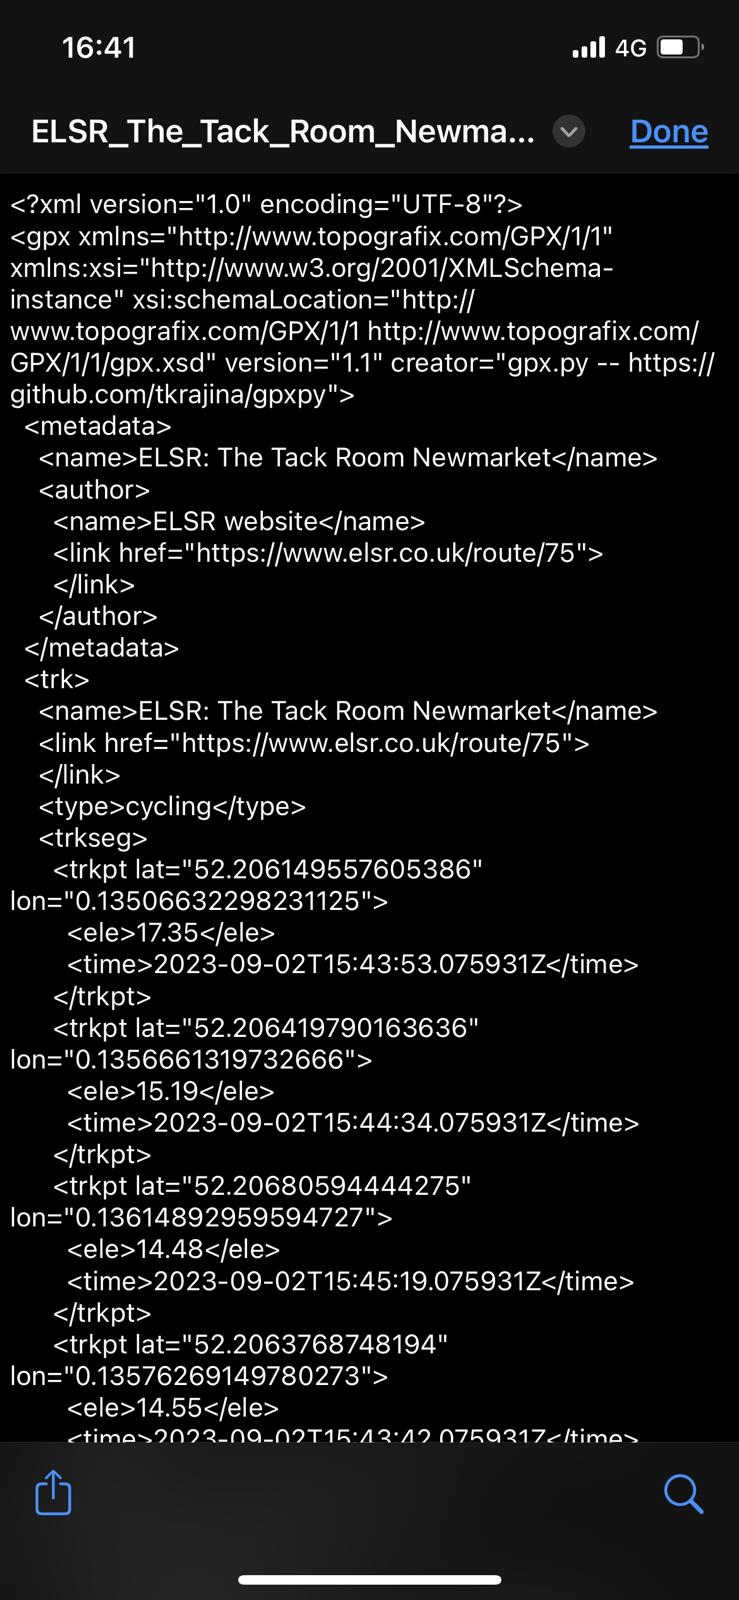 16:41
4G
ELSR_The_Tack_Room_Newma...
Done
<?xml version="1.0" encoding="UTF-8"?>
<gpx xmlns="http://www.topografix.com/GPX/1/1"
xmlns:xsi="http://www.w3.org/2001/XMLSchema-
instance" xsi:schemaLocation="http://
www.topografix.com/GPX/1/1 http://www.topografix.com/
GPX/1/1/gpx.xsd" version="1.1" creator="gpx.py -- https://
github.com/tkrajina/gpxpy">
<metadata>
<name>ELSR: The Tack Room Newmarket</name>
<author>
<name>ELSR website</name>
<link href="https://www.elsr.co.uk/route/75">
</link>
</author>
</metadata>
<trk>
<name>ELSR: The Tack Room Newmarket</name>
<link href="https://www.elsr.co.uk/route/75">
</link>
<type>cycling</type>
<trkseg>
<trkpt lat="52.206149557605386"
lon="0.13506632298231125">
<ele>17.35</ele>
<time>2023-09-02T15:43:53.075931Z</time>
</trkpt>
<trkpt lat="52.206419790163636"
lon="0.1356661319732666">
<ele>15.19</ele>
<time>2023-09-02T15:44:34.075931Z</time>
</trkpt>
<trkpt lat="52.20680594444275"
lon="0.13614892959594727">
<ele>14.48</ele>
<time>2023-09-02T15:45:19.075931Z</time>
</trkpt>
<trkpt lat="52.2063768748194"
lon="0.13576269149780273">
<ele>14.55</ele>
<time>2023-09-02T15:43:42.075931Z</time>